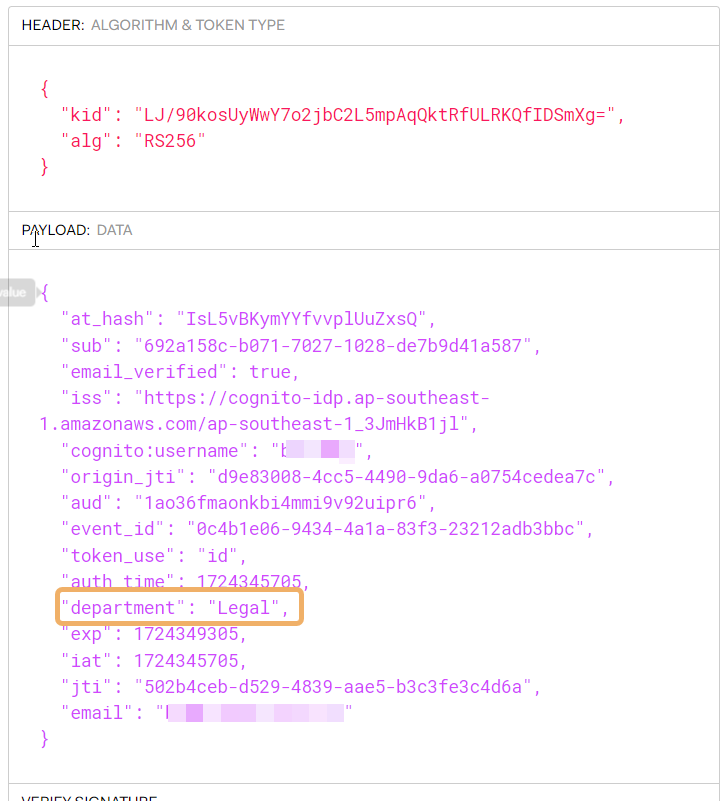 HEADER: ALGORITHM & TOKEN TYPE
{
"kid": "LJ/90kosUyWwY7o2jbC2L5mpAqQktRfULRKQfIDSmXg=",
"alg": "RS256"
}
PAYLOAD: DATA
value
{
"at_hash": "IsL5vBKymYYfvvplUuZxsQ",
"sub": "692a158c-b071-7027-1028-de7b9d41a587",
"email_verified": true,
"iss": "https://cognito-idp.ap-southeast-
1.amazonaws.com/ap-southeast-1_3JmHkB1jl",
"cognito:username": "b",
"origin_jti": "d9e83008-4cc5-4490-9da6-a0754cedea7c",
"aud": "1ao36fmaonkbi4mmi9v92uipr6",
"event_id": "0c4b1e06-9434-4a1a-83f3-23212adb3bbc",
"token_use": "id",
"auth_time": 1724345705,
"department": "Legal",
"exp": 1724349305,
"iat": 1724345705,
"jti": "502b4ceb-d529-4839-aae5-b3c3fe3c4d6a",
"email": ""
}
VERIFY SIGNATURE